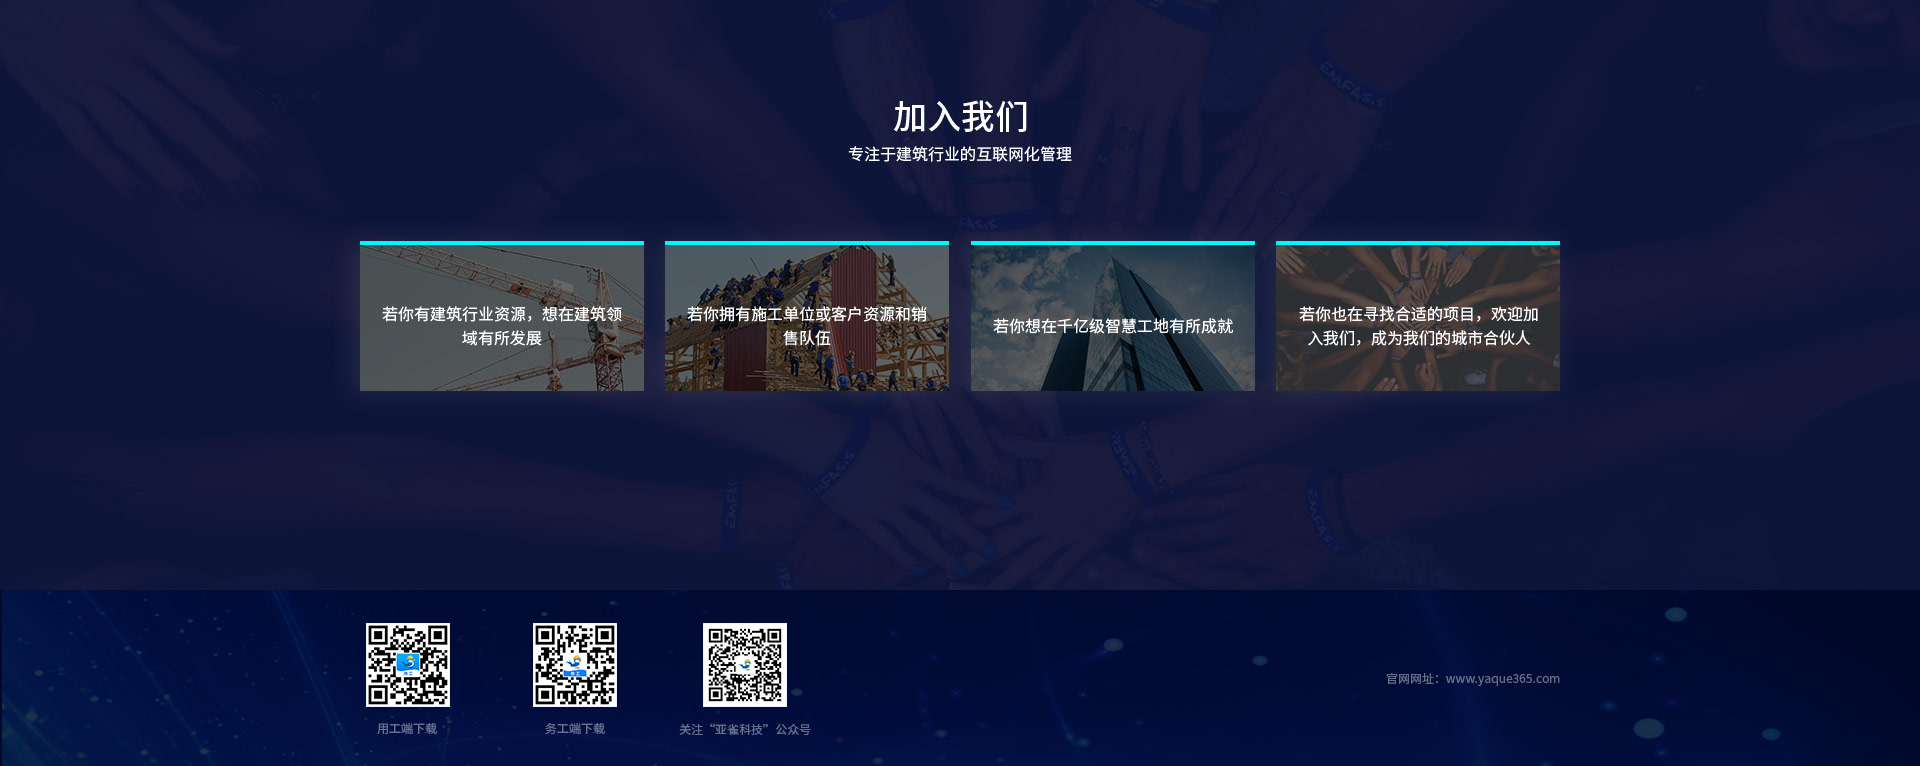 加入我们
专注于建筑行业的互联网化管理
若你有建筑行业资源，想在建筑领
域有所发展
若你拥有施工单位或客户资源和销
售队伍
若你想在千亿级智慧工地有所成就
若你也在寻找合适的项目，欢迎加
入我们，成为我们的城市合伙人
用工端下载
务工端下载
关注“亚雀科技”公众号
官网网址：www.yaque365.com